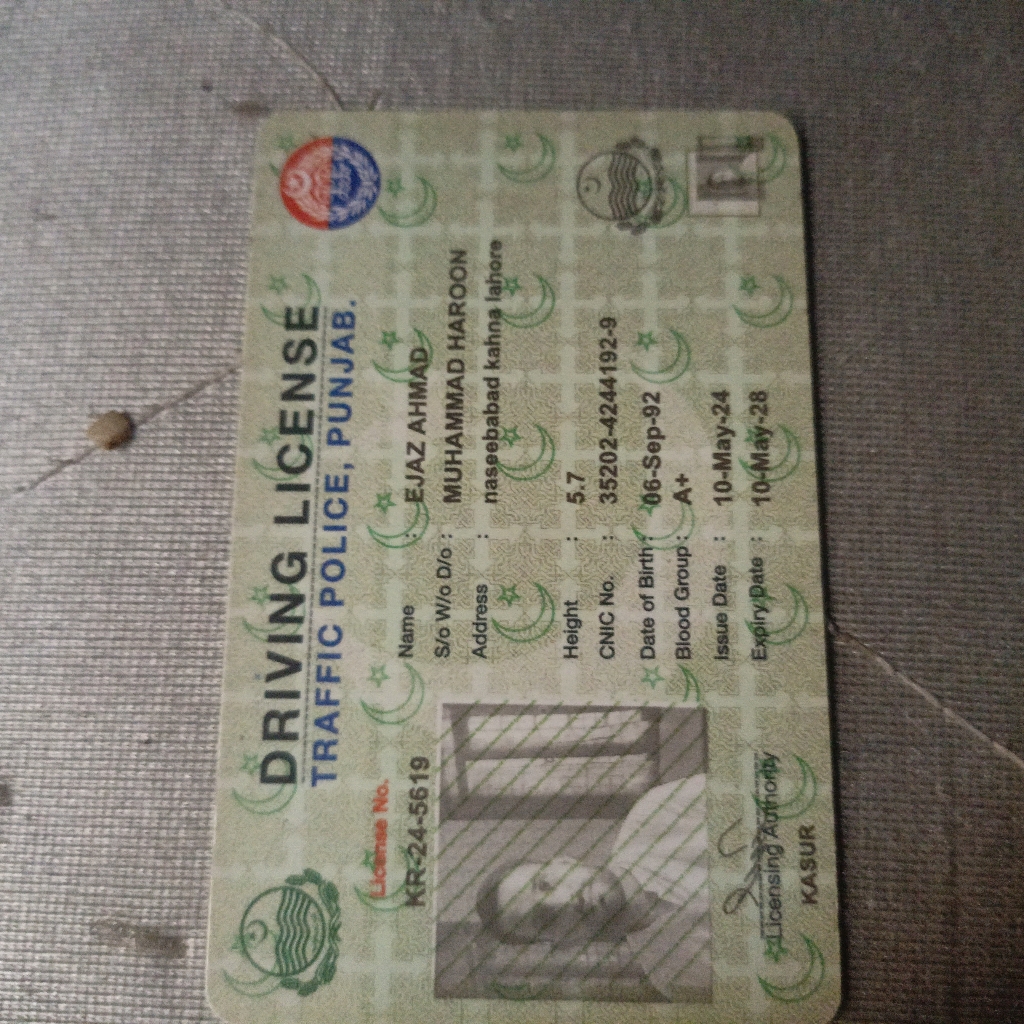 DRIVING LICENSE
TRAFFIC POLICE, PUNJAB.
License No.
KR-24-5619
Name : EJAZ AHMAD
S/o W/o D/o : MUHAMMAD HAROON
Address : naseebabad kahna lahore
Height : 5.7
CNIC No. : 35202-4244192-9
Date of Birth : 06-Sep-92
Blood Group : A+
Issue Date : 10-May-24
Expiry Date : 10-May-28
Licensing Authority
KASUR